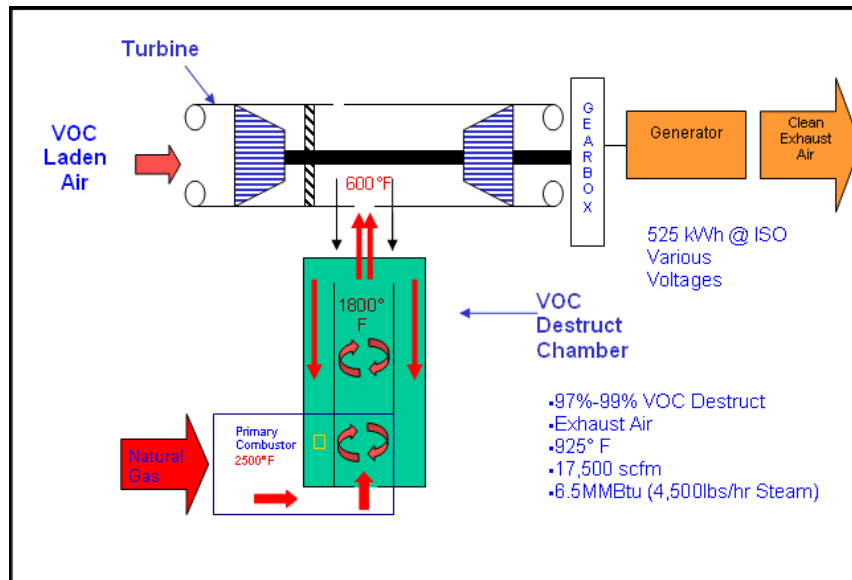 Turbine
VOC
Laden
Air
600°F
GEARBOX
Generator
Clean
Exhaust
Air
525 kWh @ ISO
Various
Voltages
1800°
F
VOC
Destruct
Chamber
Natural
Gas
Primary
Combustor
2500°F
▪97%-99% VOC Destruct
▪Exhaust Air
▪925° F
▪17,500 scfm
▪6.5MMBtu (4,500lbs/hr Steam)